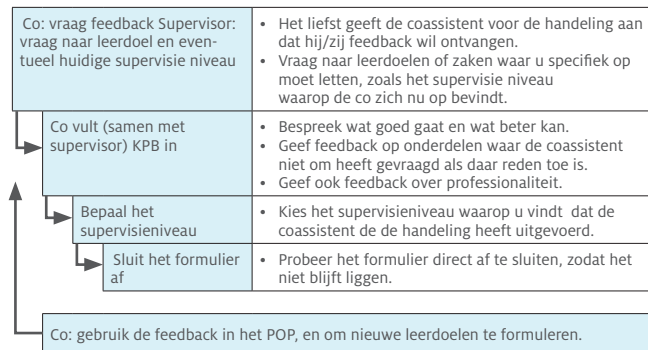 Co: vraag feedback Supervisor:
vraag naar leerdoel en even-
tueel huidige supervisie niveau
• Het liefst geeft de coassistent voor de handeling aan
dat hij/zij feedback wil ontvangen.
• Vraag naar leerdoelen of zaken waar u specifiek op
moet letten, zoals het supervisie niveau
waarop de co zich nu op bevindt.
Co vult (samen met
supervisor) KPB in
• Bespreek wat goed gaat en wat beter kan.
• Geef feedback op onderdelen waar de coassistent
niet om heeft gevraagd als daar reden toe is.
• Geef ook feedback over professionaliteit.
Bepaal het
supervisieniveau
• Kies het supervisieniveau waarop u vindt dat de
coassistent de de handeling heeft uitgevoerd.
Sluit het formulier
af
• Probeer het formulier direct af te sluiten, zodat het
niet blijft liggen.
Co: gebruik de feedback in het POP, en om nieuwe leerdoelen te formuleren.